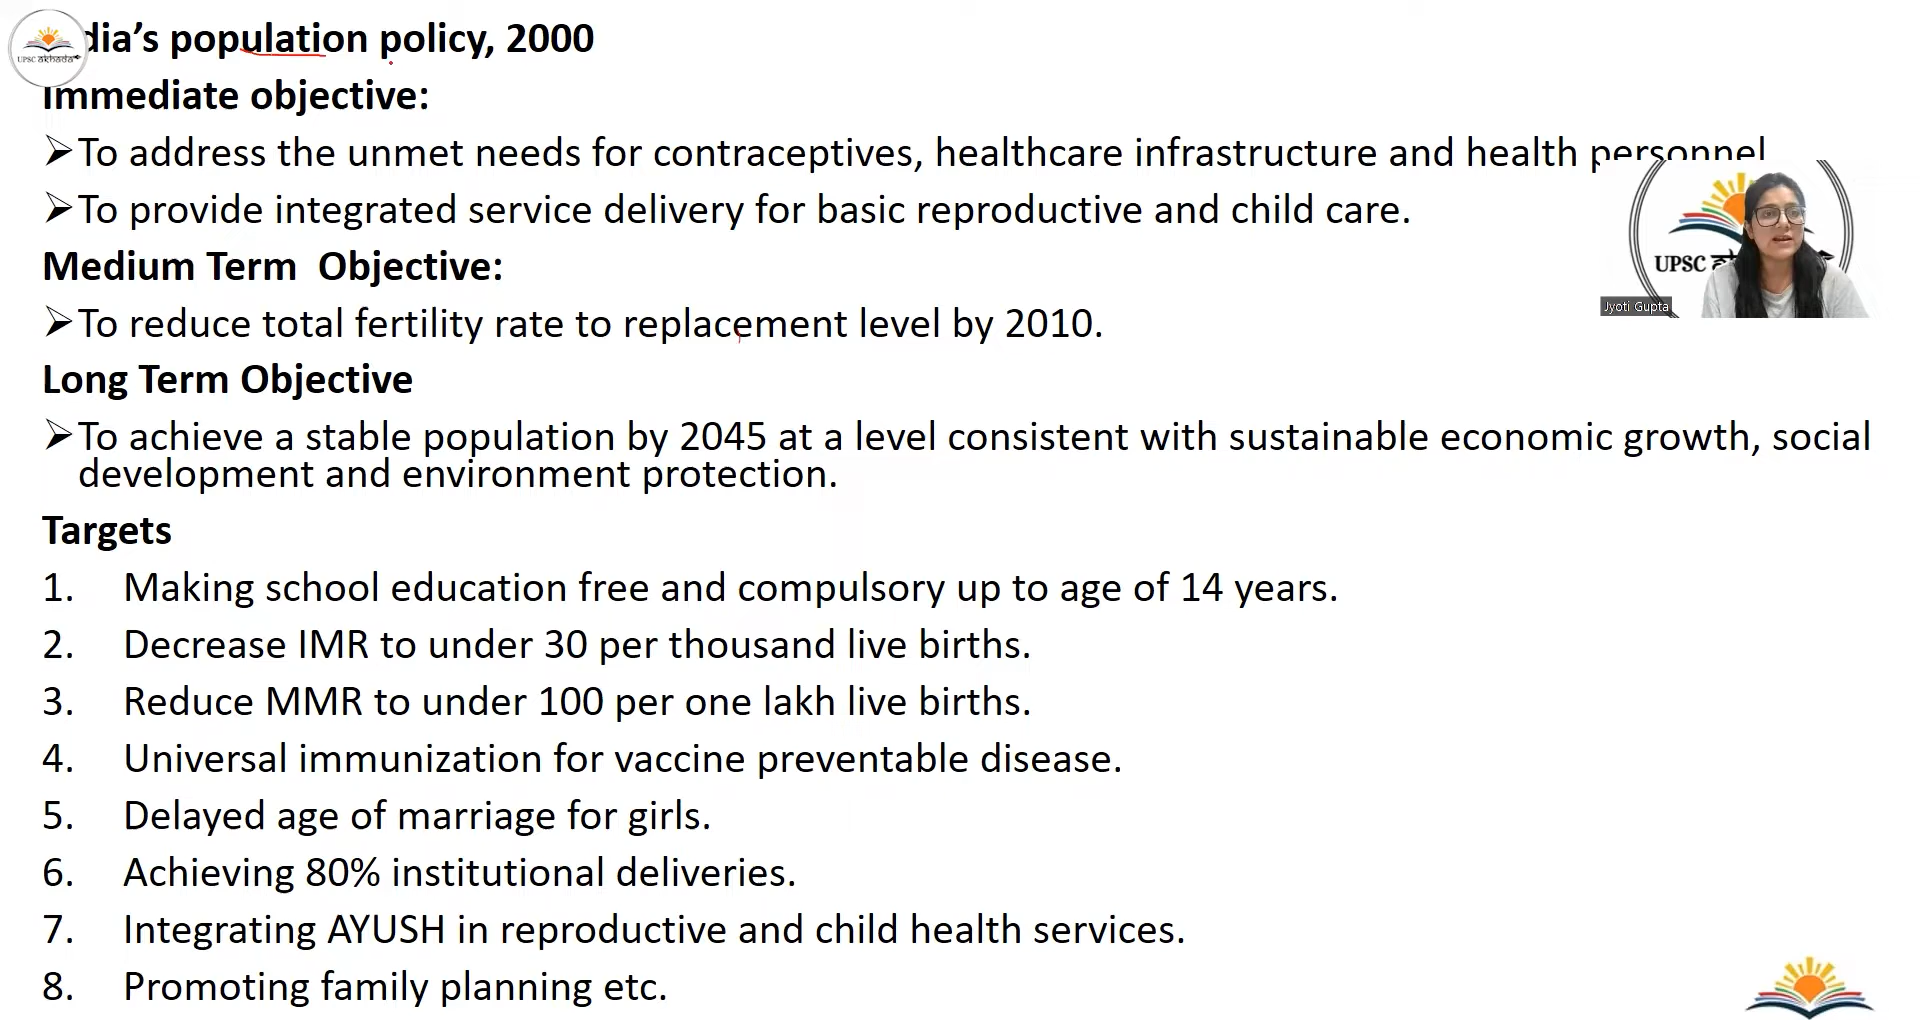 dia's population policy, 2000
UPSC akhada
Immediate objective:
➢To address the unmet needs for contraceptives, healthcare infrastructure and health personnel
➢To provide integrated service delivery for basic reproductive and child care.
UPSC
Jyoti Gupta
Medium Term Objective:
➢To reduce total fertility rate to replacement level by 2010.
Long Term Objective
➢To achieve a stable population by 2045 at a level consistent with sustainable economic growth, social
development and environment protection.
Targets
1. Making school education free and compulsory up to age of 14 years.
2. Decrease IMR to under 30 per thousand live births.
3. Reduce MMR to under 100 per one lakh live births.
4. Universal immunization for vaccine preventable disease.
5. Delayed age of marriage for girls.
6. Achieving 80% institutional deliveries.
7. Integrating AYUSH in reproductive and child health services.
8. Promoting family planning etc.